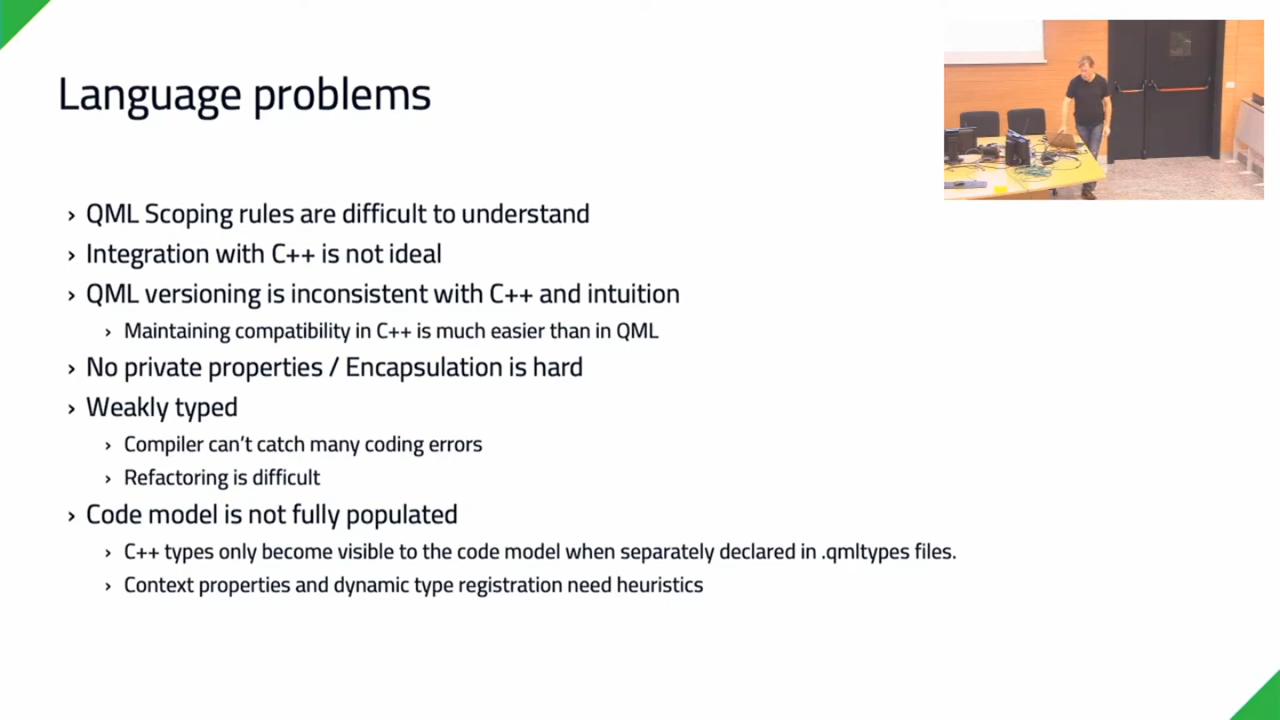 Language problems
› QML Scoping rules are difficult to understand
› Integration with C++ is not ideal
› QML versioning is inconsistent with C++ and intuition
› Maintaining compatibility in C++ is much easier than in QML
› No private properties / Encapsulation is hard
› Weakly typed
› Compiler can’t catch many coding errors
› Refactoring is difficult
› Code model is not fully populated
› C++ types only become visible to the code model when separately declared in .qmltypes files.
› Context properties and dynamic type registration need heuristics